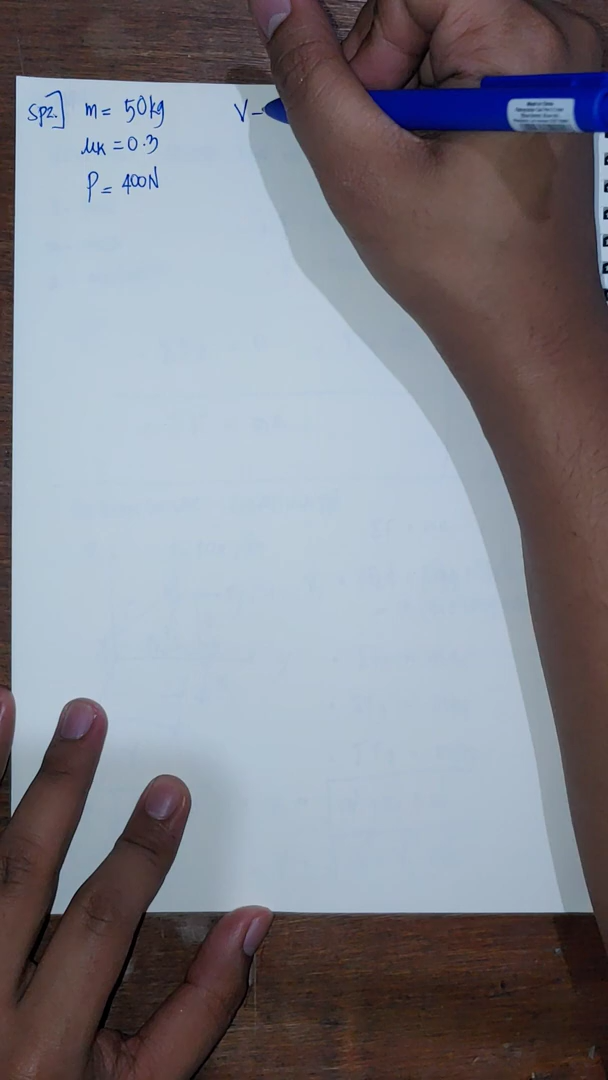 SP2.] m = 50kg V -
μk = 0.3
P = 400N